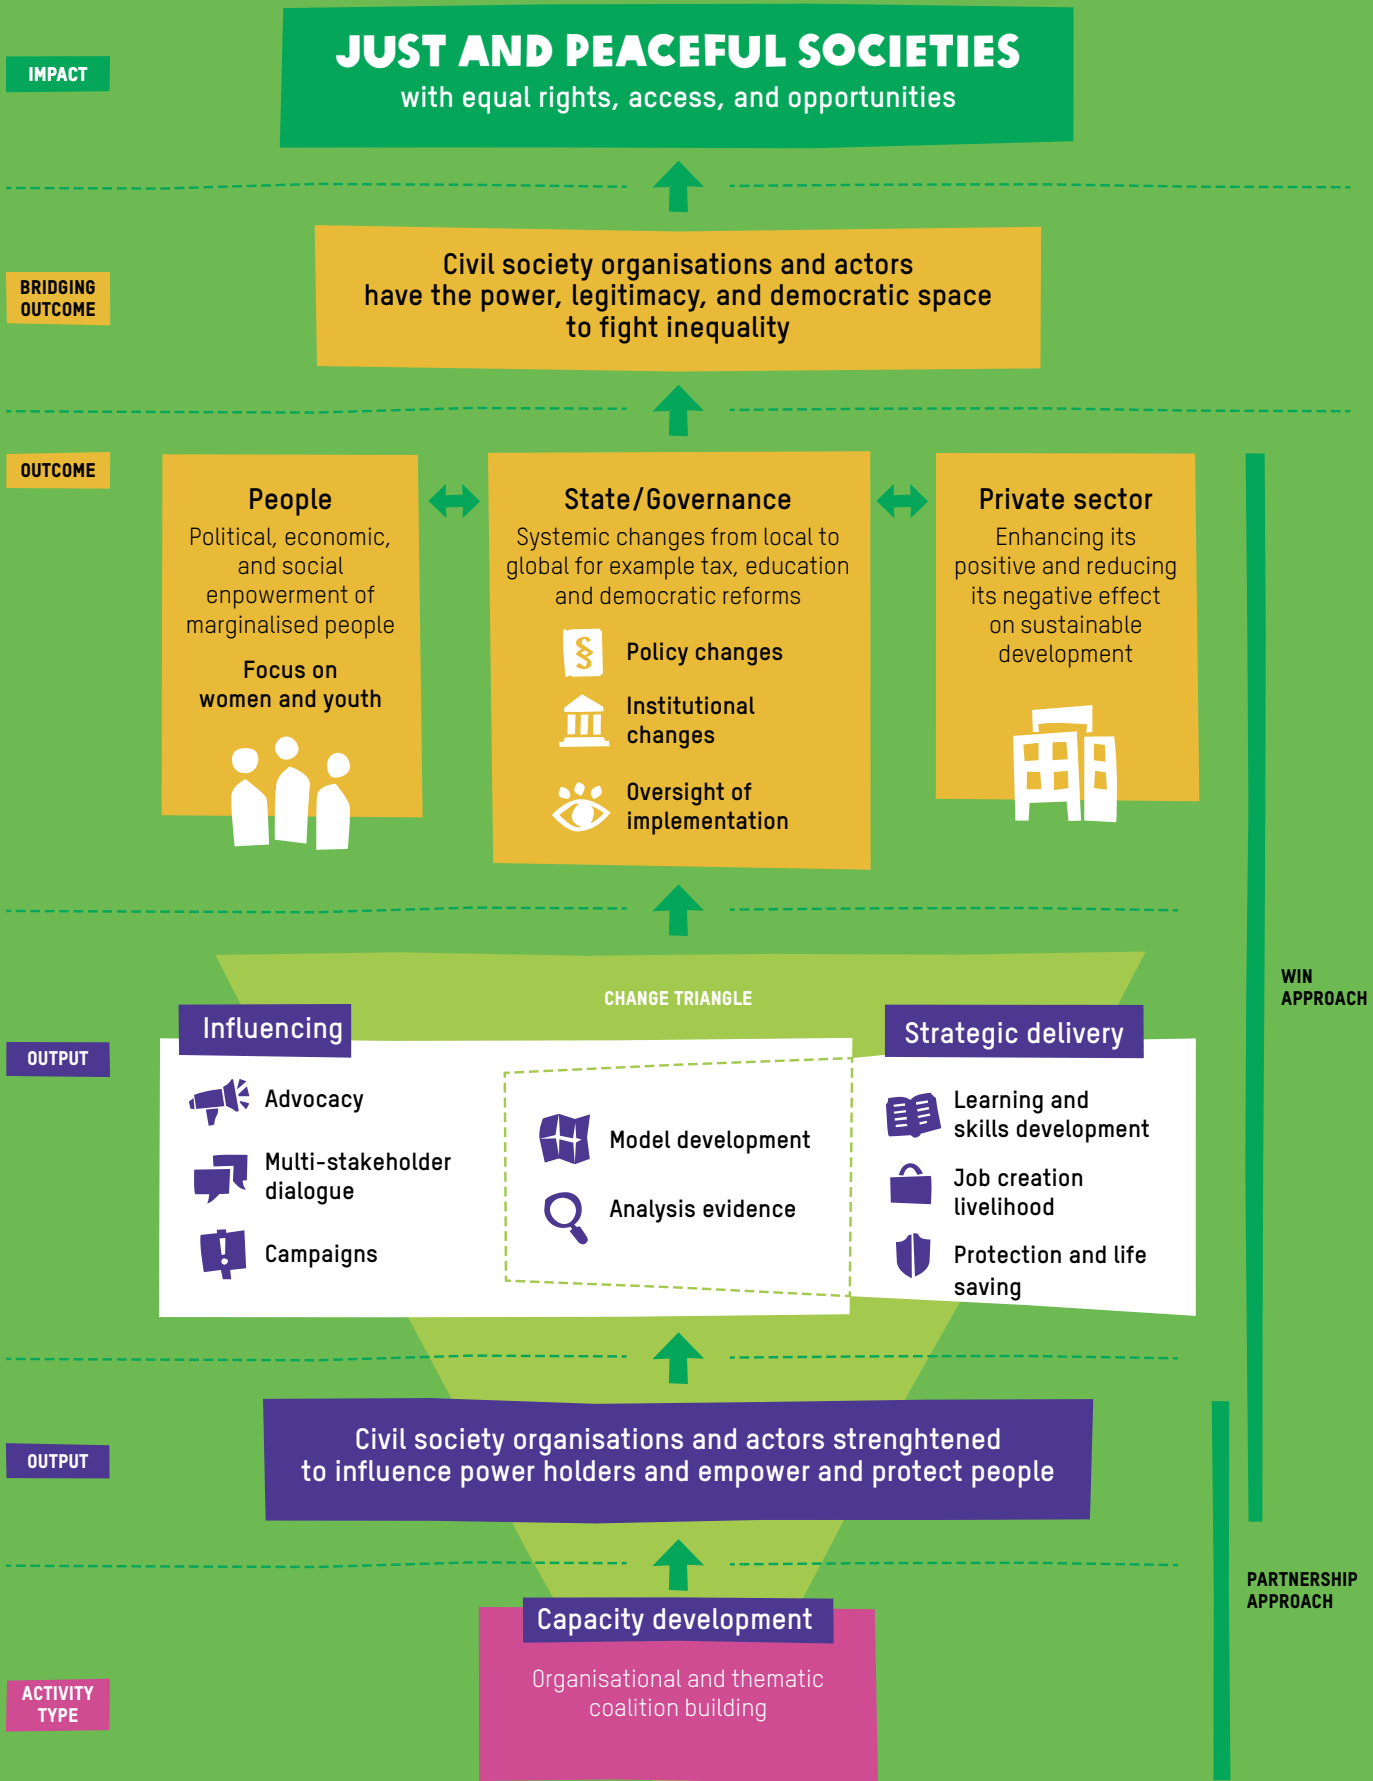 IMPACT
JUST AND PEACEFUL SOCIETIES
with equal rights, access, and opportunities
BRIDGING
OUTCOME
Civil society organisations and actors
have the power, legitimacy, and democratic space
to fight inequality
OUTCOME
People
Political, economic,
and social
enpowerment of
marginalised people
Focus on
women and youth
State/Governance
Systemic changes from local to
global for example tax, education
and democratic reforms
Policy changes
Institutional
changes
Oversight of
implementation
Private sector
Enhancing its
positive and reducing
its negative effect
on sustainable
development
WIN
APPROACH
CHANGE TRIANGLE
OUTPUT
Influencing
Advocacy
Multi-stakeholder
dialogue
Campaigns
Model development
Analysis evidence
Strategic delivery
Learning and
skills development
Job creation
livelihood
Protection and life
saving
OUTPUT
Civil society organisations and actors strenghtened
to influence power holders and empower and protect people
PARTNERSHIP
APPROACH
ACTIVITY
TYPE
Capacity development
Organisational and thematic
coalition building